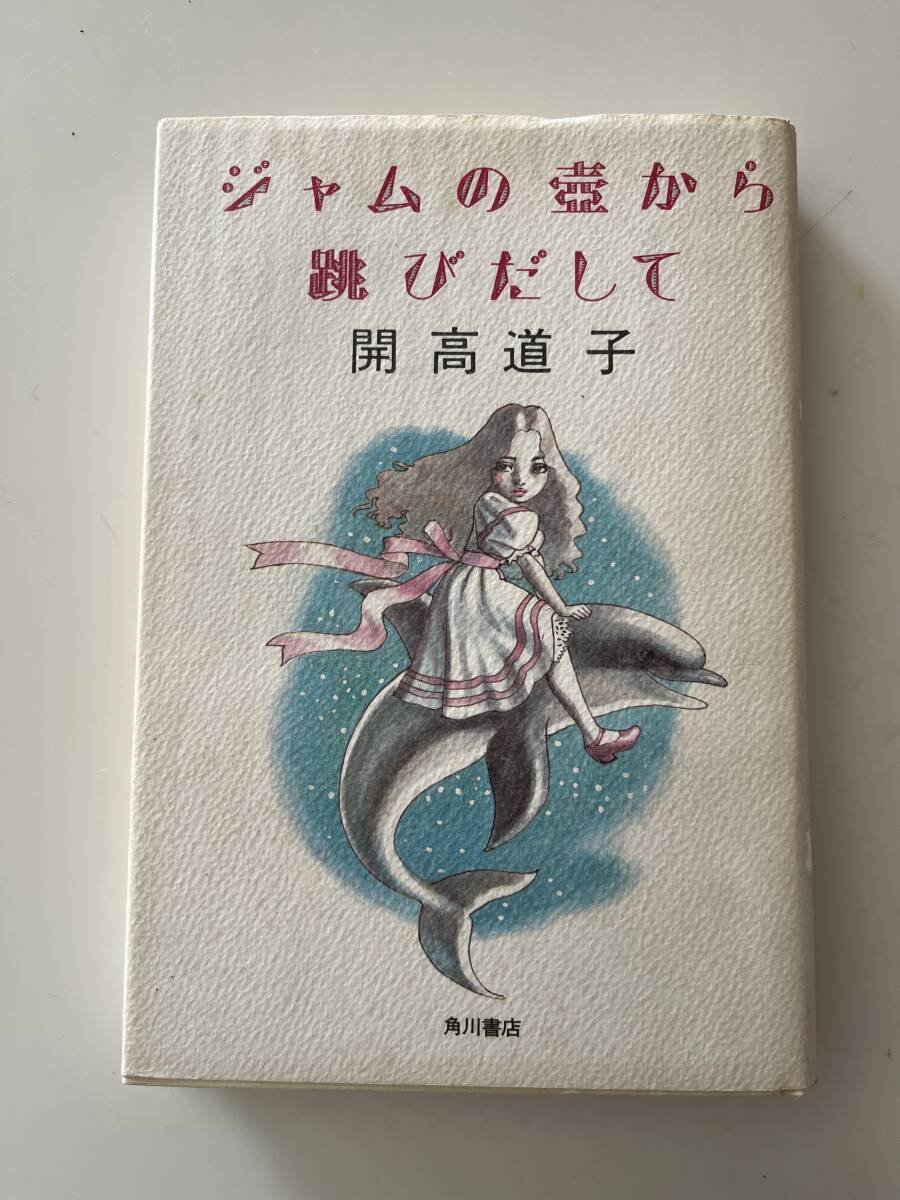 ジャムの壺から
跳びだして
開高道子
角川書店